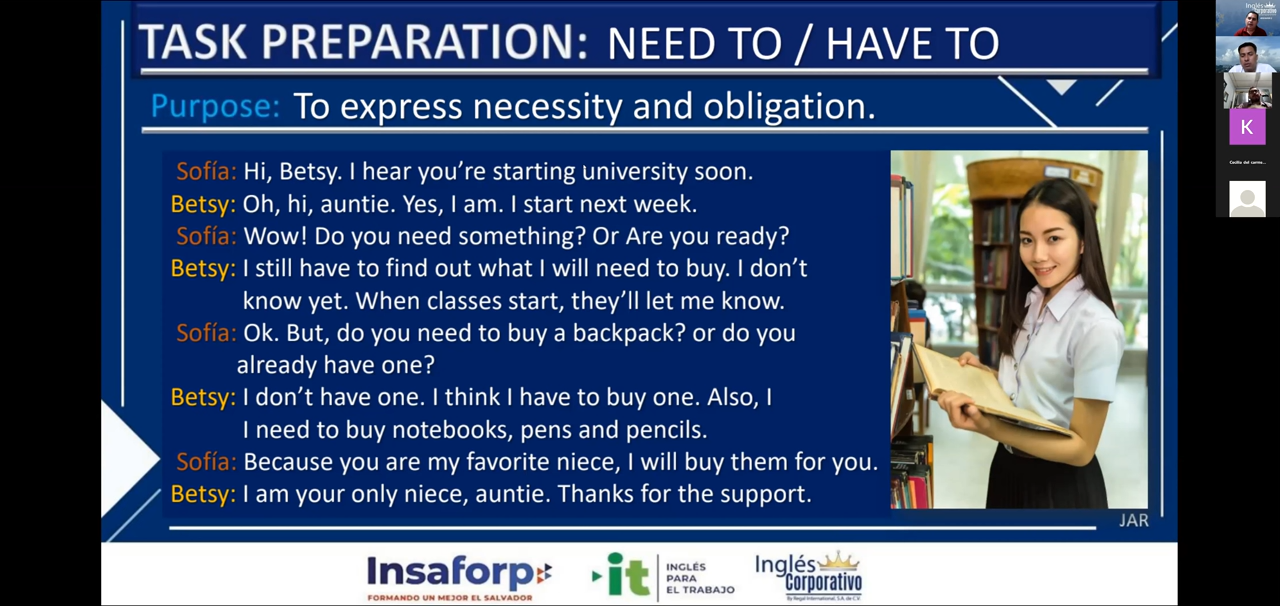 TASK PREPARATION: NEED TO / HAVE TO
Purpose: To express necessity and obligation.
Sofía: Hi, Betsy. I hear you’re starting university soon.
Betsy: Oh, hi, auntie. Yes, I am. I start next week.
Sofía: Wow! Do you need something? Or Are you ready?
Betsy: I still have to find out what I will need to buy. I don’t
know yet. When classes start, they’ll let me know.
Sofía: Ok. But, do you need to buy a backpack? or do you
already have one?
Betsy: I don’t have one. I think I have to buy one. Also, I
I need to buy notebooks, pens and pencils.
Sofía: Because you are my favorite niece, I will buy them for you.
Betsy: I am your only niece, auntie. Thanks for the support.
JAR
Insaforp
FORMANDO UN MEJOR EL SALVADOR
it
INGLÉS
PARA
EL TRABAJO
Inglés
Corporativo
By Regal International, S.A. de C.V.
Inglés
Corporativo
K